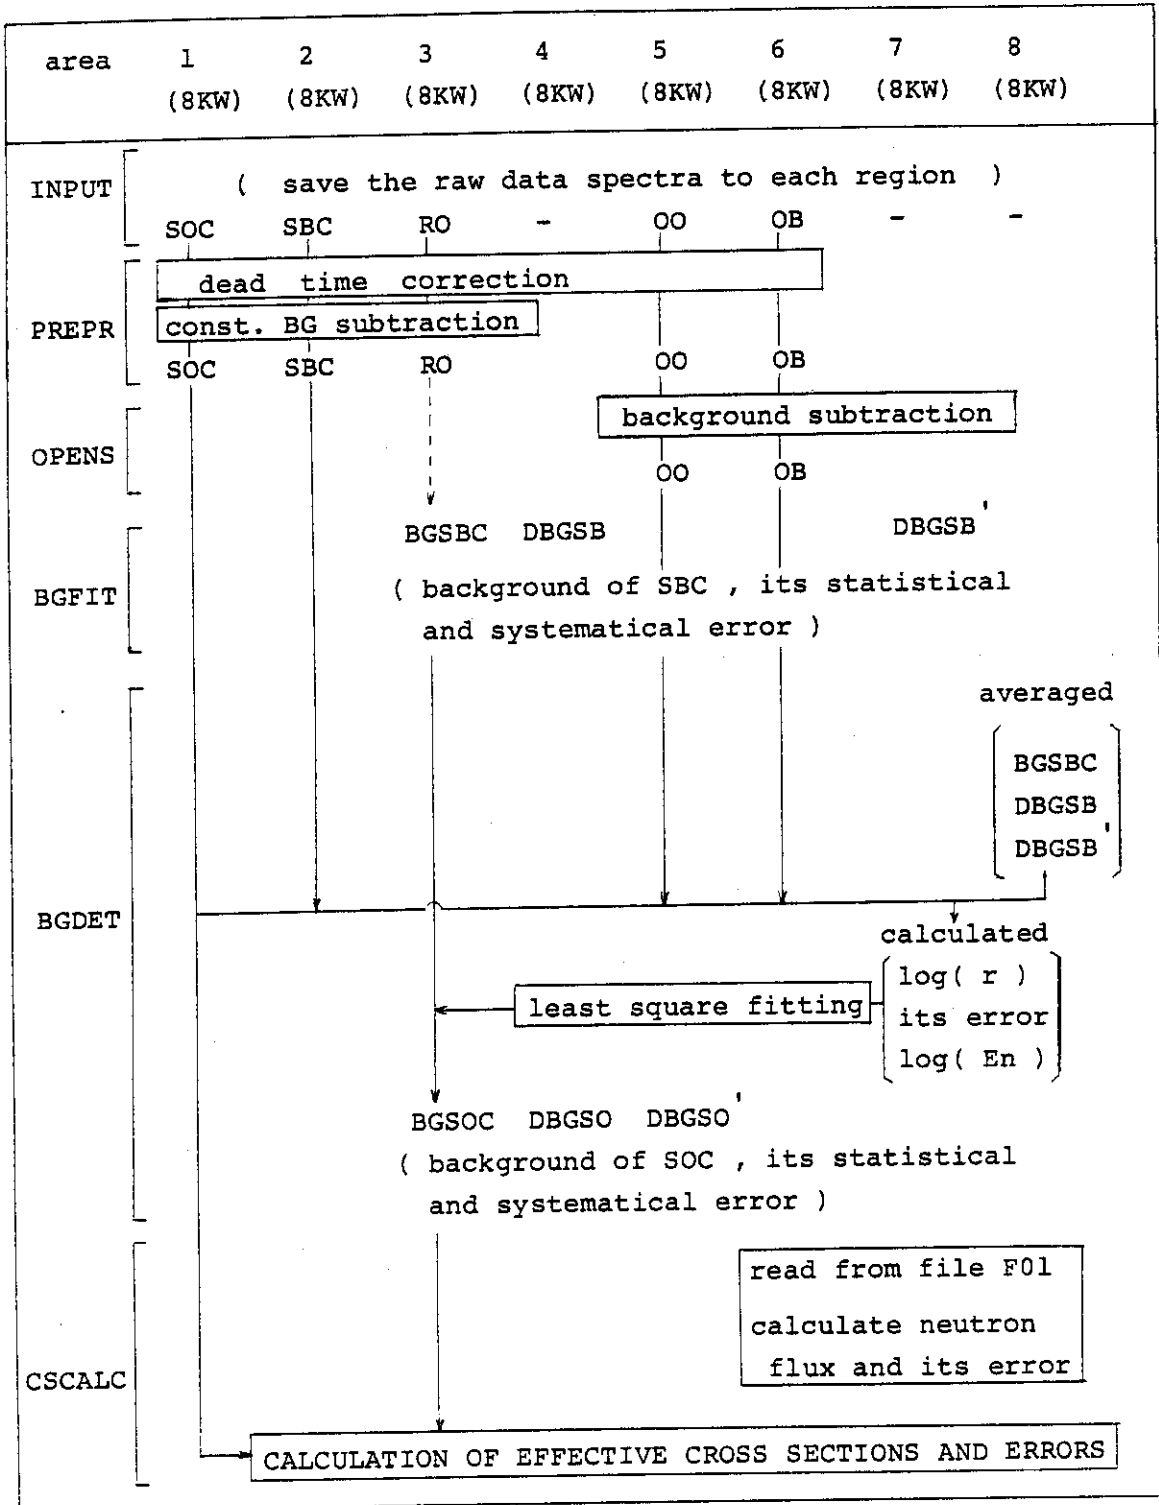 area 1 2 3 4 5 6 7 8
(8KW) (8KW) (8KW) (8KW) (8KW) (8KW) (8KW) (8KW)
INPUT ( save the raw data spectra to each region )
SOC SBC RO - OO OB - -
dead time correction
PREPR const. BG subtraction
SOC SBC RO OO OB
background subtraction
OPENS
OO OB
BGSBC DBGSB DBGSB'
BGFIT ( background of SBC , its statistical
and systematical error )
averaged
BGSBC
DBGSB
DBGSB'
BGDET
calculated
log( r )
least square fitting its error
log( En )
BGSOC DBGSO DBGSO'
( background of SOC , its statistical
and systematical error )
read from file F01
calculate neutron
flux and its error
CSCALC
CALCULATION OF EFFECTIVE CROSS SECTIONS AND ERRORS